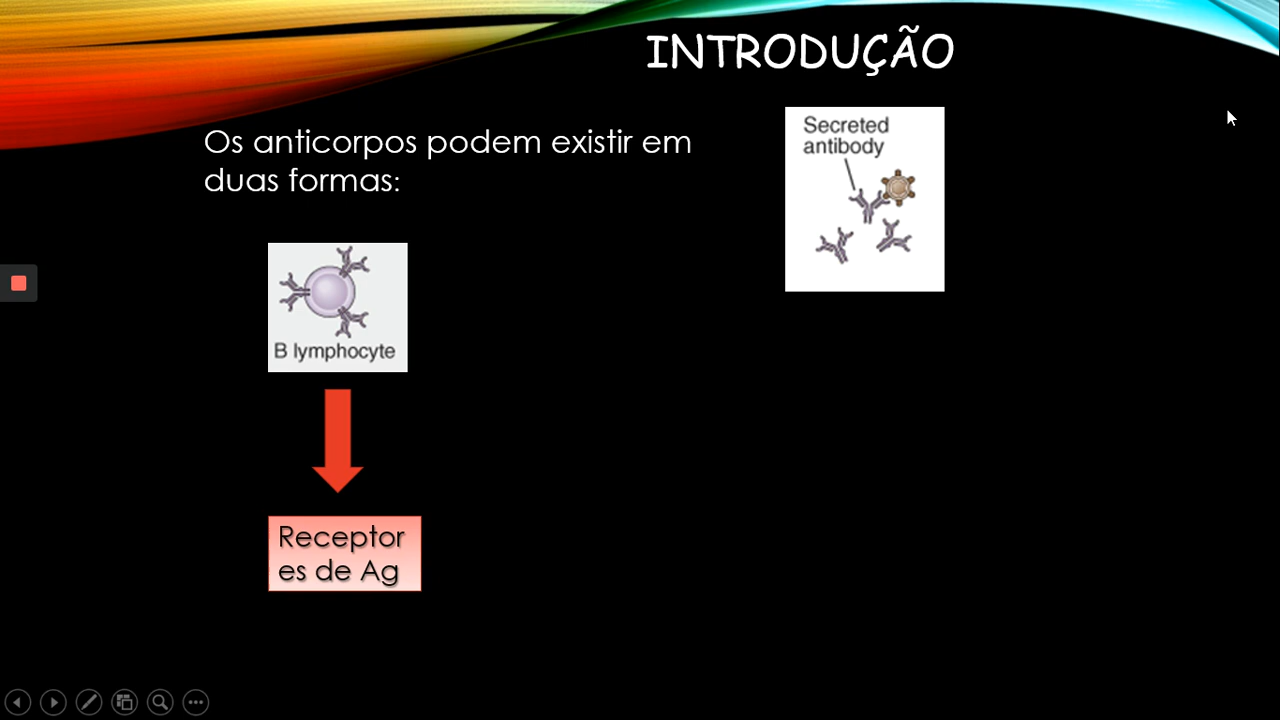 INTRODUÇÃO
Os anticorpos podem existir em
duas formas:
Secreted
antibody
B lymphocyte
Receptor
es de Ag